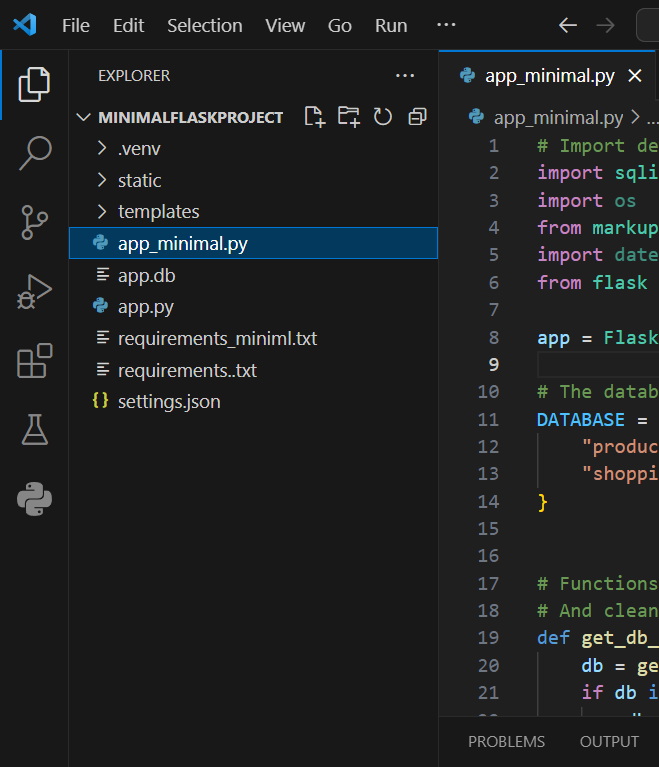 File Edit Selection View Go Run ...
EXPLORER ...
MINIMALFLASKPROJECT
.venv
static
templates
app_minimal.py
app.db
app.py
requirements_miniml.txt
requirements..txt
{} settings.json
app_minimal.py
app_minimal.py > ...
1 # Import de
2 import sqli
3 import os
4 from markup
5 import date
6 from flask
7
8 app = Flask
9
10 # The datab
11 DATABASE =
12 "produc
13 "shoppi
14 }
15
16
17 # Functions
18 # And clean
19 def get_db_
20 db = ge
21 if db i
PROBLEMS OUTPUT